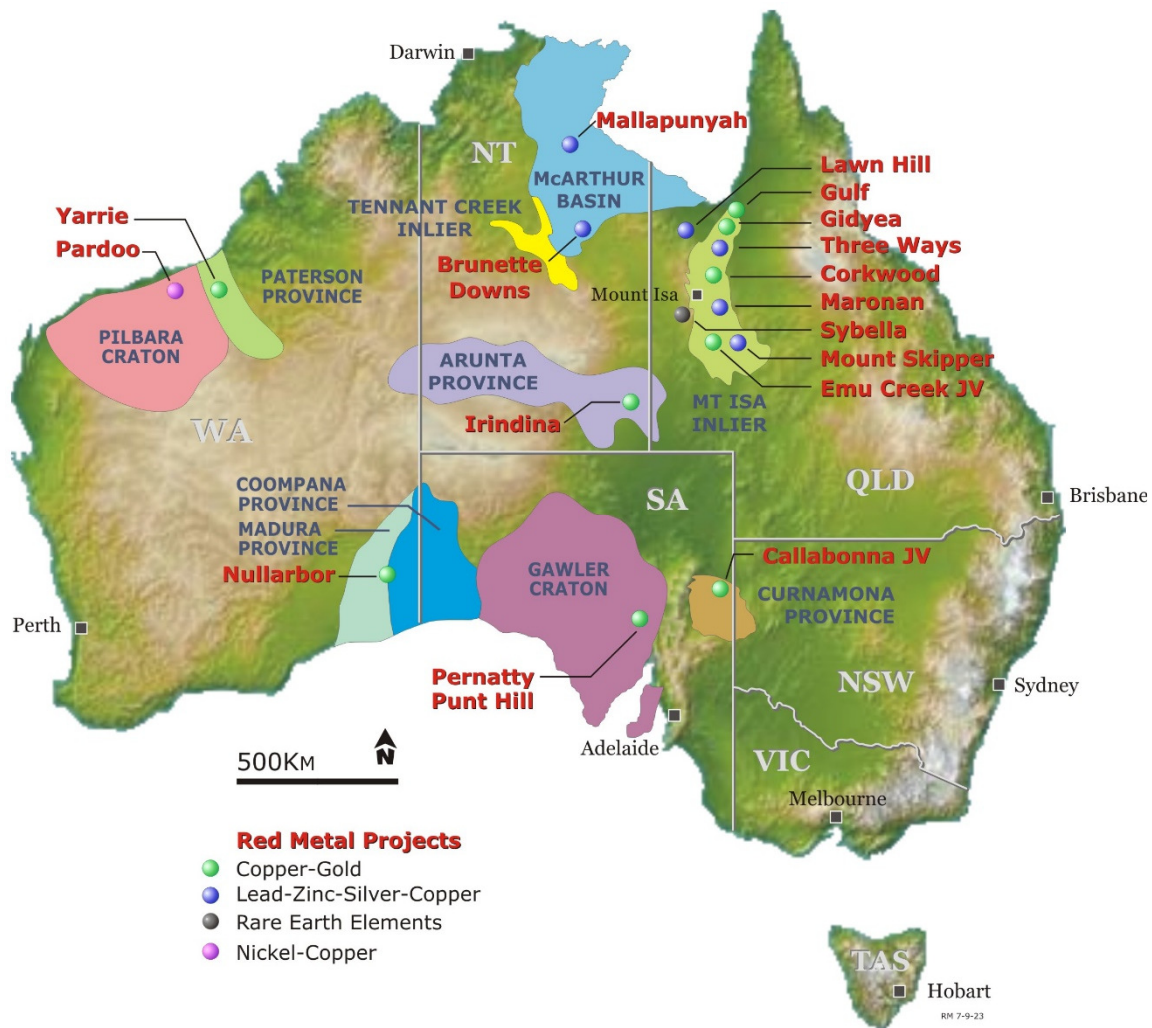 Darwin
Mallapunyah
NT
Lawn Hill
McARTHUR
BASIN
Gulf
Yarrie
TENNANT CREEK
INLIER
Gidyea
Pardoo
Three Ways
Brunette
Downs
PATERSON
PROVINCE
Corkwood
Mount Isa
Maronan
PILBARA
CRATON
Sybella
ARUNTA
PROVINCE
Mount Skipper
Emu Creek JV
Irindina
MT ISA
INLIER
WA
COOMPANA
PROVINCE
SA
QLD
Brisbane
MADURA
PROVINCE
Callabonna JV
Nullarbor
GAWLER
CRATON
CURNAMONA
PROVINCE
Perth
Pernatty
Punt Hill
NSW
Sydney
Adelaide
N
500KM
VIC
Melbourne
Red Metal Projects
Copper-Gold
Lead-Zinc-Silver-Copper
Rare Earth Elements
Nickel-Copper
TAS
Hobart
RM 7-9-23